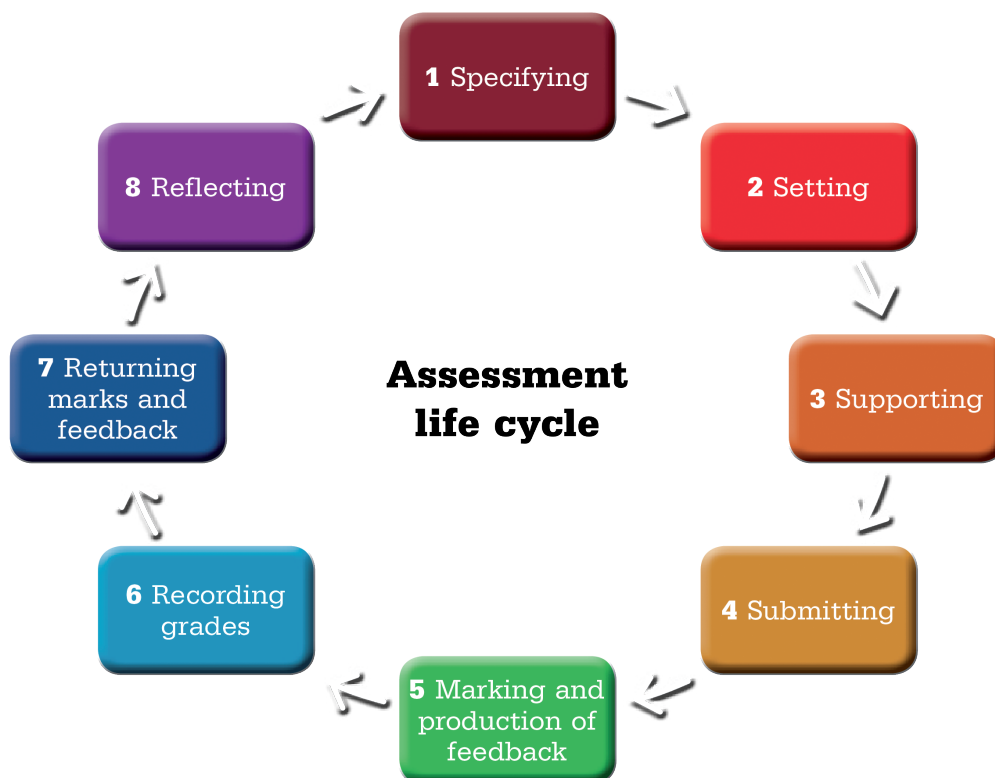 1 Specifying
2 Setting
3 Supporting
4 Submitting
5 Marking and
production of
feedback
6 Recording
grades
7 Returning
marks and
feedback
8 Reflecting
Assessment
life cycle